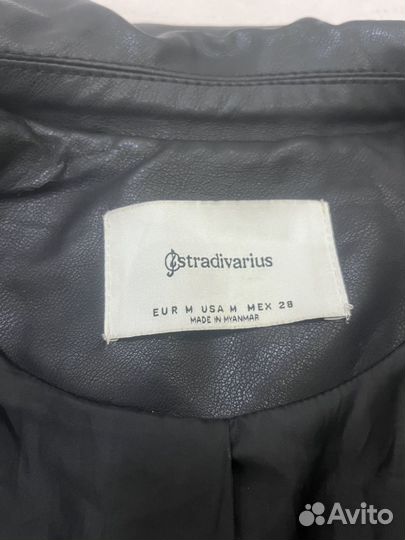 stradivarius
EUR M USA M MEX 28
MADE IN MYANMAR
Avito